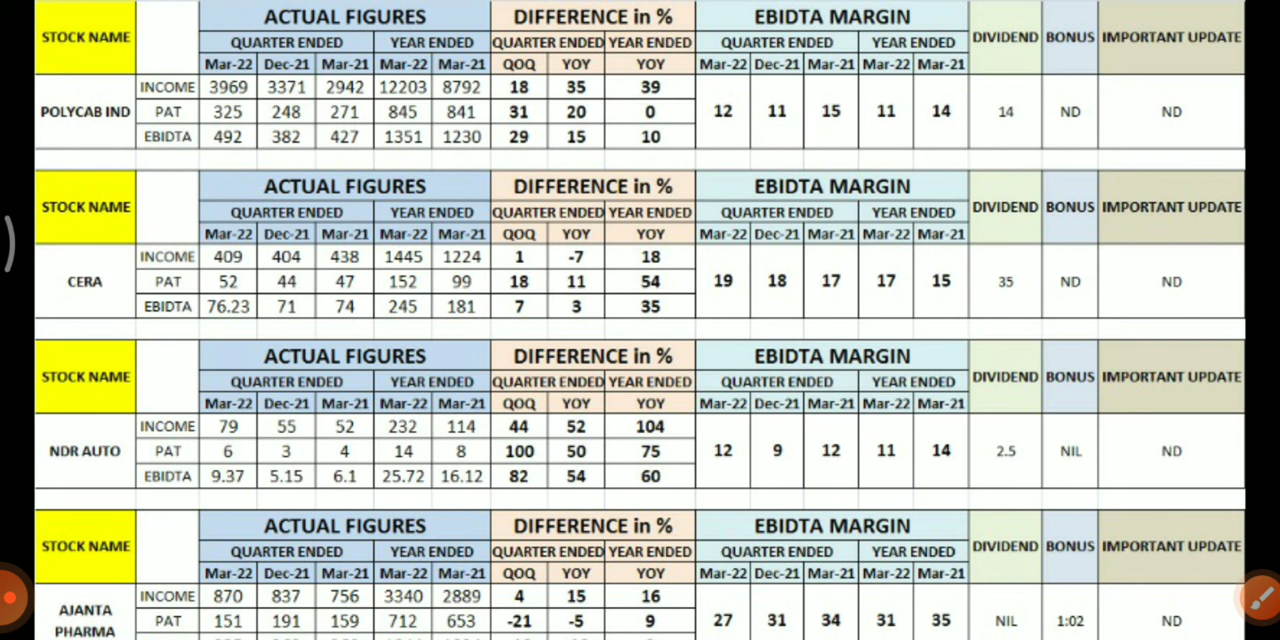 STOCK NAME ACTUAL FIGURES DIFFERENCE in % EBIDTA MARGIN DIVIDEND BONUS IMPORTANT UPDATE
QUARTER ENDED YEAR ENDED QUARTER ENDED YEAR ENDED QUARTER ENDED YEAR ENDED
Mar-22 Dec-21 Mar-21 Mar-22 Mar-21 QOQ YOY YOY Mar-22 Dec-21 Mar-21 Mar-22 Mar-21
INCOME 3969 3371 2942 12203 8792 18 35 39
POLYCAB IND PAT 325 248 271 845 841 31 20 0 12 11 15 11 14 14 ND ND
EBIDTA 492 382 427 1351 1230 29 15 10
STOCK NAME ACTUAL FIGURES DIFFERENCE in % EBIDTA MARGIN DIVIDEND BONUS IMPORTANT UPDATE
QUARTER ENDED YEAR ENDED QUARTER ENDED YEAR ENDED QUARTER ENDED YEAR ENDED
Mar-22 Dec-21 Mar-21 Mar-22 Mar-21 QOQ YOY YOY Mar-22 Dec-21 Mar-21 Mar-22 Mar-21
INCOME 409 404 438 1445 1224 1 -7 18
CERA PAT 52 44 47 152 99 18 11 54 19 18 17 17 15 35 ND ND
EBIDTA 76.23 71 74 245 181 7 3 35
STOCK NAME ACTUAL FIGURES DIFFERENCE in % EBIDTA MARGIN DIVIDEND BONUS IMPORTANT UPDATE
QUARTER ENDED YEAR ENDED QUARTER ENDED YEAR ENDED QUARTER ENDED YEAR ENDED
Mar-22 Dec-21 Mar-21 Mar-22 Mar-21 QOQ YOY YOY Mar-22 Dec-21 Mar-21 Mar-22 Mar-21
INCOME 79 55 52 232 114 44 52 104
NDR AUTO PAT 6 3 4 14 8 100 50 75 12 9 12 11 14 2.5 NIL ND
EBIDTA 9.37 5.15 6.1 25.72 16.12 82 54 60
STOCK NAME ACTUAL FIGURES DIFFERENCE in % EBIDTA MARGIN DIVIDEND BONUS IMPORTANT UPDATE
QUARTER ENDED YEAR ENDED QUARTER ENDED YEAR ENDED QUARTER ENDED YEAR ENDED
Mar-22 Dec-21 Mar-21 Mar-22 Mar-21 QOQ YOY YOY Mar-22 Dec-21 Mar-21 Mar-22 Mar-21
INCOME 870 837 756 3340 2889 4 15 16
AJANTA PHARMA PAT 151 191 159 712 653 -21 -5 9 27 31 34 31 35 NIL 1:02 ND